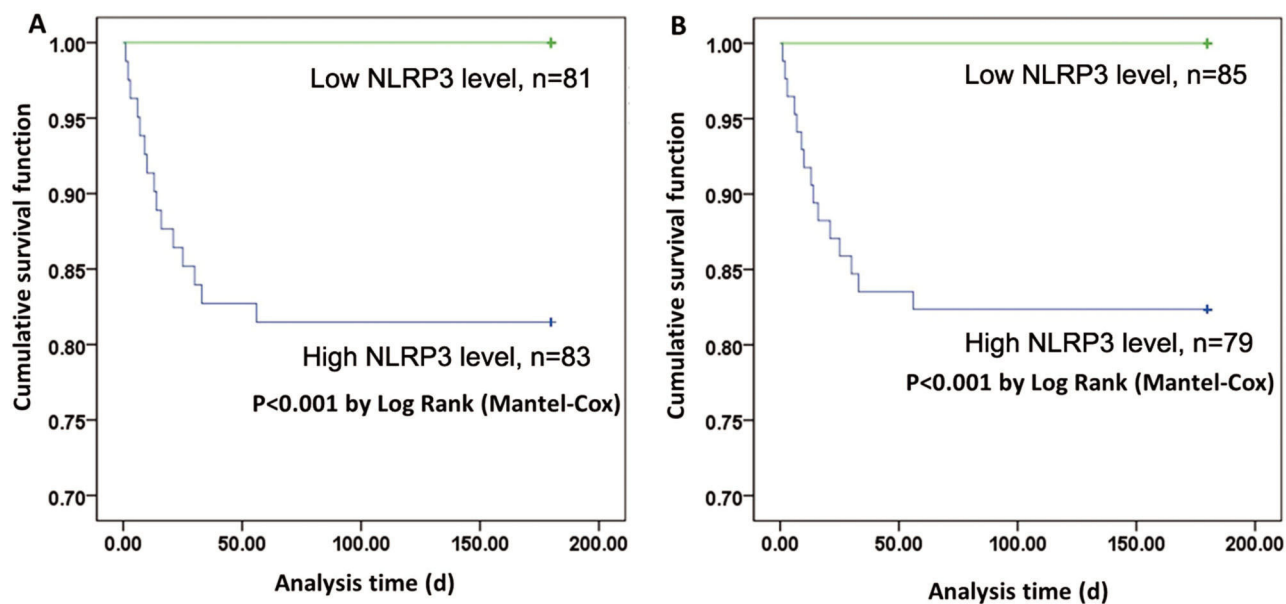 A
Cumulative survival function
1.00
0.95
0.90
0.85
0.80
0.75
0.70
Low NLRP3 level, n=81
High NLRP3 level, n=83
P<0.001 by Log Rank (Mantel-Cox)
0.00 50.00 100.00 150.00 200.00
Analysis time (d)
B
Cumulative survival function
1.00
0.95
0.90
0.85
0.80
0.75
0.70
Low NLRP3 level, n=85
High NLRP3 level, n=79
P<0.001 by Log Rank (Mantel-Cox)
0.00 50.00 100.00 150.00 200.00
Analysis time (d)